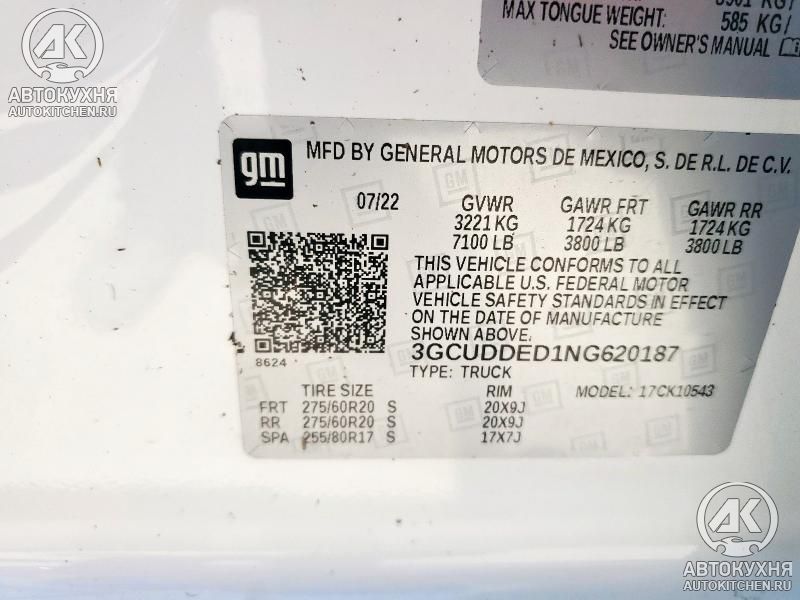 MAX TONGUE WEIGHT: 585 KG/
SEE OWNER'S MANUAL
AK
АВТОКУХНЯ
AUTOKITCHEN.RU
gm
MFD BY GENERAL MOTORS DE MEXICO, S. DE R.L. DE C.V.
07/22 GVWR GAWR FRT GAWR RR
3221 KG 1724 KG 1724 KG
7100 LB 3800 LB 3800 LB
THIS VEHICLE CONFORMS TO ALL
APPLICABLE U.S. FEDERAL MOTOR
VEHICLE SAFETY STANDARDS IN EFFECT
ON THE DATE OF MANUFACTURE
SHOWN ABOVE.
8624
3GCUDDED1NG620187
TYPE: TRUCK
TIRE SIZE RIM MODEL: 17CK10543
FRT 275/60R20 S 20X9J
RR 275/60R20 S 20X9J
SPA 255/80R17 S 17X7J
AK
АВТОКУХНЯ
AUTOKITCHEN.RU